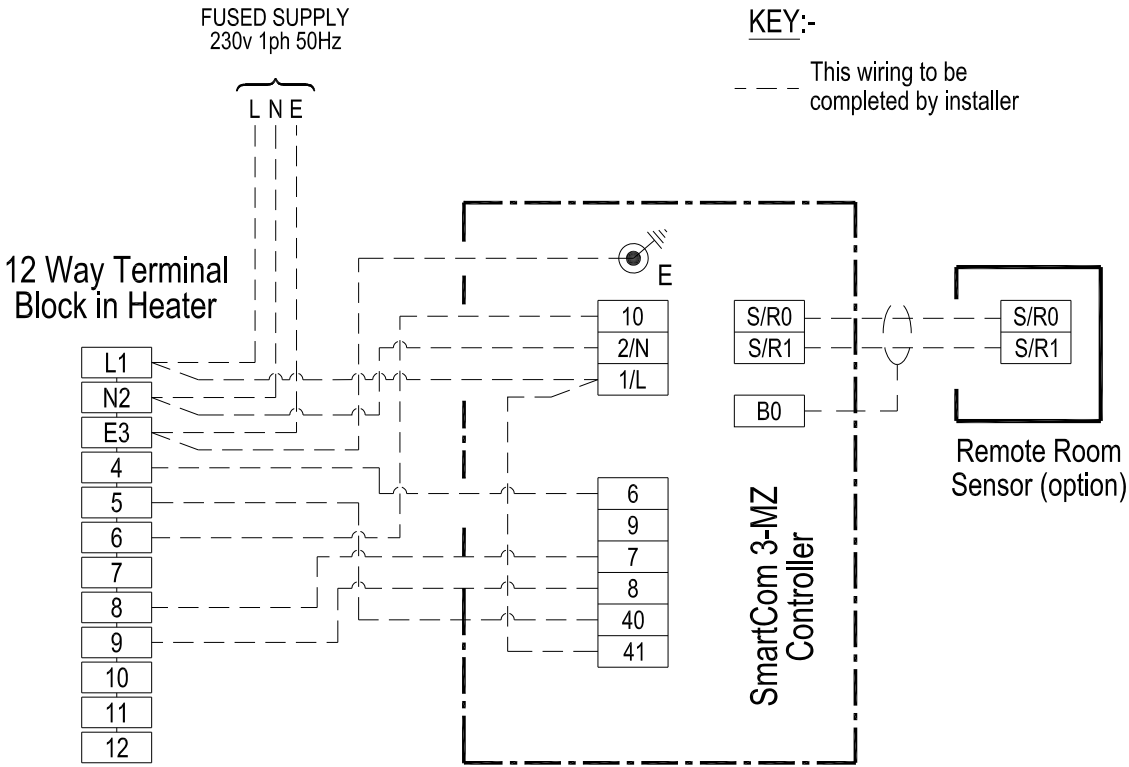 FUSED SUPPLY
230v 1ph 50Hz
L N E
KEY:-
This wiring to be
completed by installer
12 Way Terminal
Block in Heater
L1
N2
E3
4
5
6
7
8
9
10
11
12
E
10
2/N
1/L
6
9
7
8
40
41
S/R0
S/R1
B0
SmartCom 3-MZ
Controller
S/R0
S/R1
Remote Room
Sensor (option)